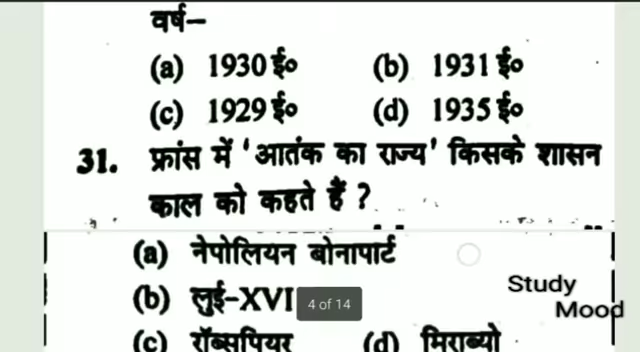 वर्ष–
(a) 1930 ई० (b) 1931 ई०
(c) 1929 ई० (d) 1935 ई०
31. फ्रांस में 'आतंक का राज्य' किसके शासन
काल को कहते हैं ?
(a) नेपोलियन बोनापार्ट
(b) लुई-XVI
4 of 14
Study
Mood
(c) रॉब्सपियर (d) मिराब्यो